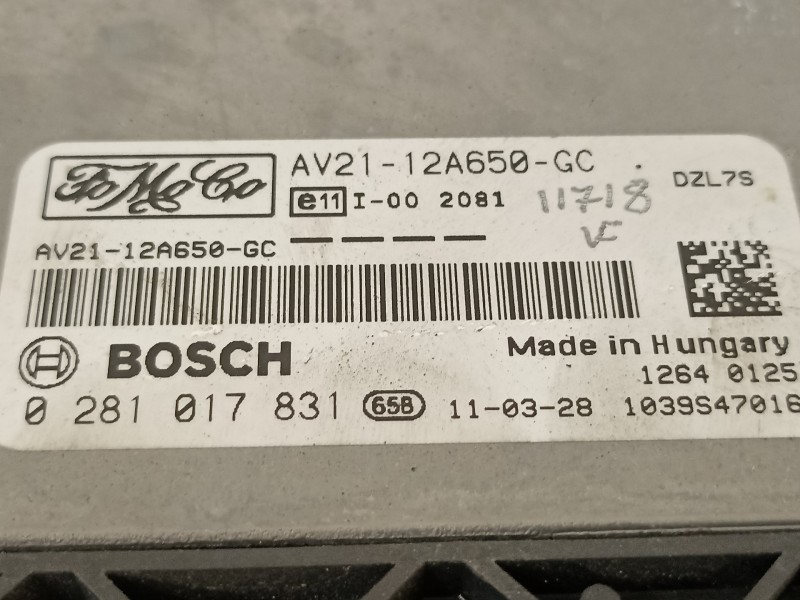 FoMoCo AV21-12A650-GC DZL7S
e11 I-00 2081 11718
VF
AV21-12A650-GC
BOSCH Made in Hungary
1264 0125
0 281 017 831 65B 11-03-28 1039S47016